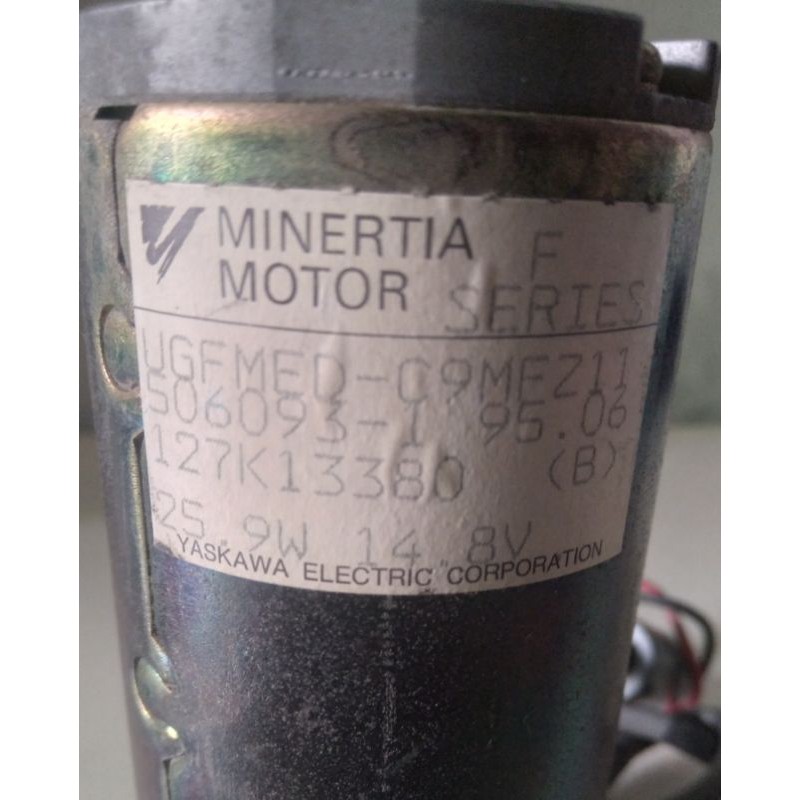 MINERTIA F
MOTOR SERIES
UGFMED-C9MEZ11
506093-1 95.06
127K13380 (B)
25.9W 14.8V
YASKAWA ELECTRIC CORPORATION